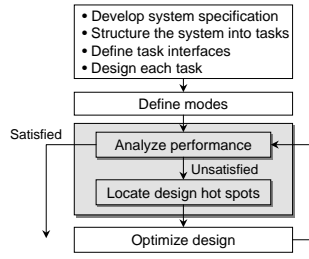 • Develop system specification
• Structure the system into tasks
• Define task interfaces
• Design each task
Define modes
Satisfied
Analyze performance
Unsatisfied
Locate design hot spots
Optimize design